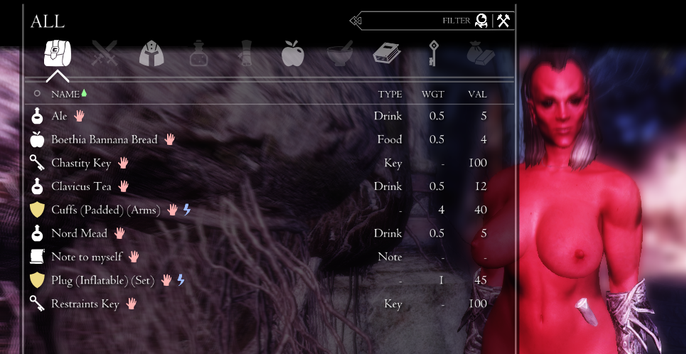 ALL
FILTER
NAME TYPE WGT VAL
Ale Drink 0.5 5
Boethia Bannana Bread Food 0.5 4
Chastity Key Key - 100
Clavicus Tea Drink 0.5 12
Cuffs (Padded) (Arms) - 4 40
Nord Mead Drink 0.5 5
Note to myself Note - -
Plug (Inflatable) (Set) - 1 45
Restraints Key Key - 100